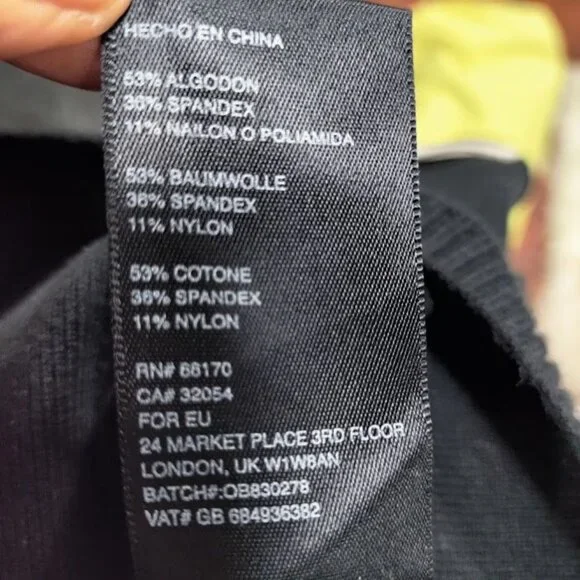 HECHO EN CHINA
53% ALGODON
36% SPANDEX
11% NAILON O POLIAMIDA
53% BAUMWOLLE
36% SPANDEX
11% NYLON
53% COTONE
36% SPANDEX
11% NYLON
RN# 66170
CA# 32054
FOR EU
24 MARKET PLACE 3RD FLOOR
LONDON, UK W1W8AN
BATCH#:OB830278
VAT# GB 684936382